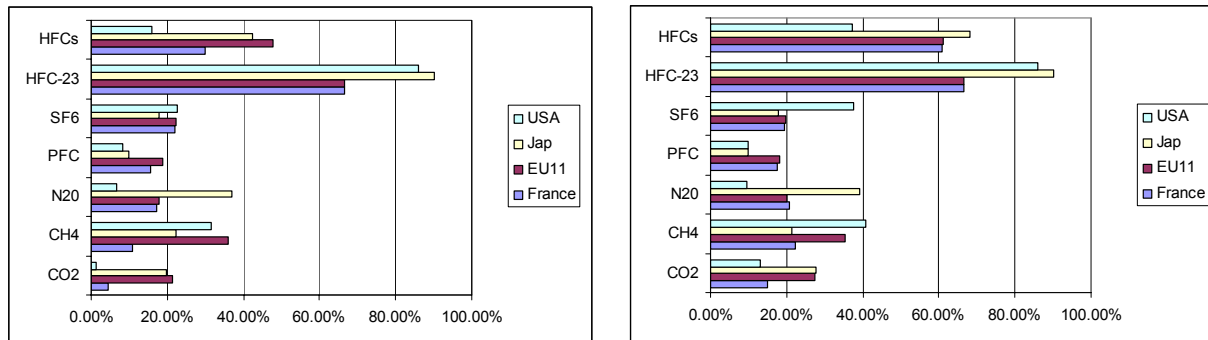 HFCs
HFC-23
SF6
PFC
N20
CH4
CO2
0.00% 20.00% 40.00% 60.00% 80.00% 100.00%
USA
Jap
EU11
France
HFCs
HFC-23
SF6
PFC
N20
CH4
CO2
0.00% 20.00% 40.00% 60.00% 80.00% 100.00%
USA
Jap
EU11
France